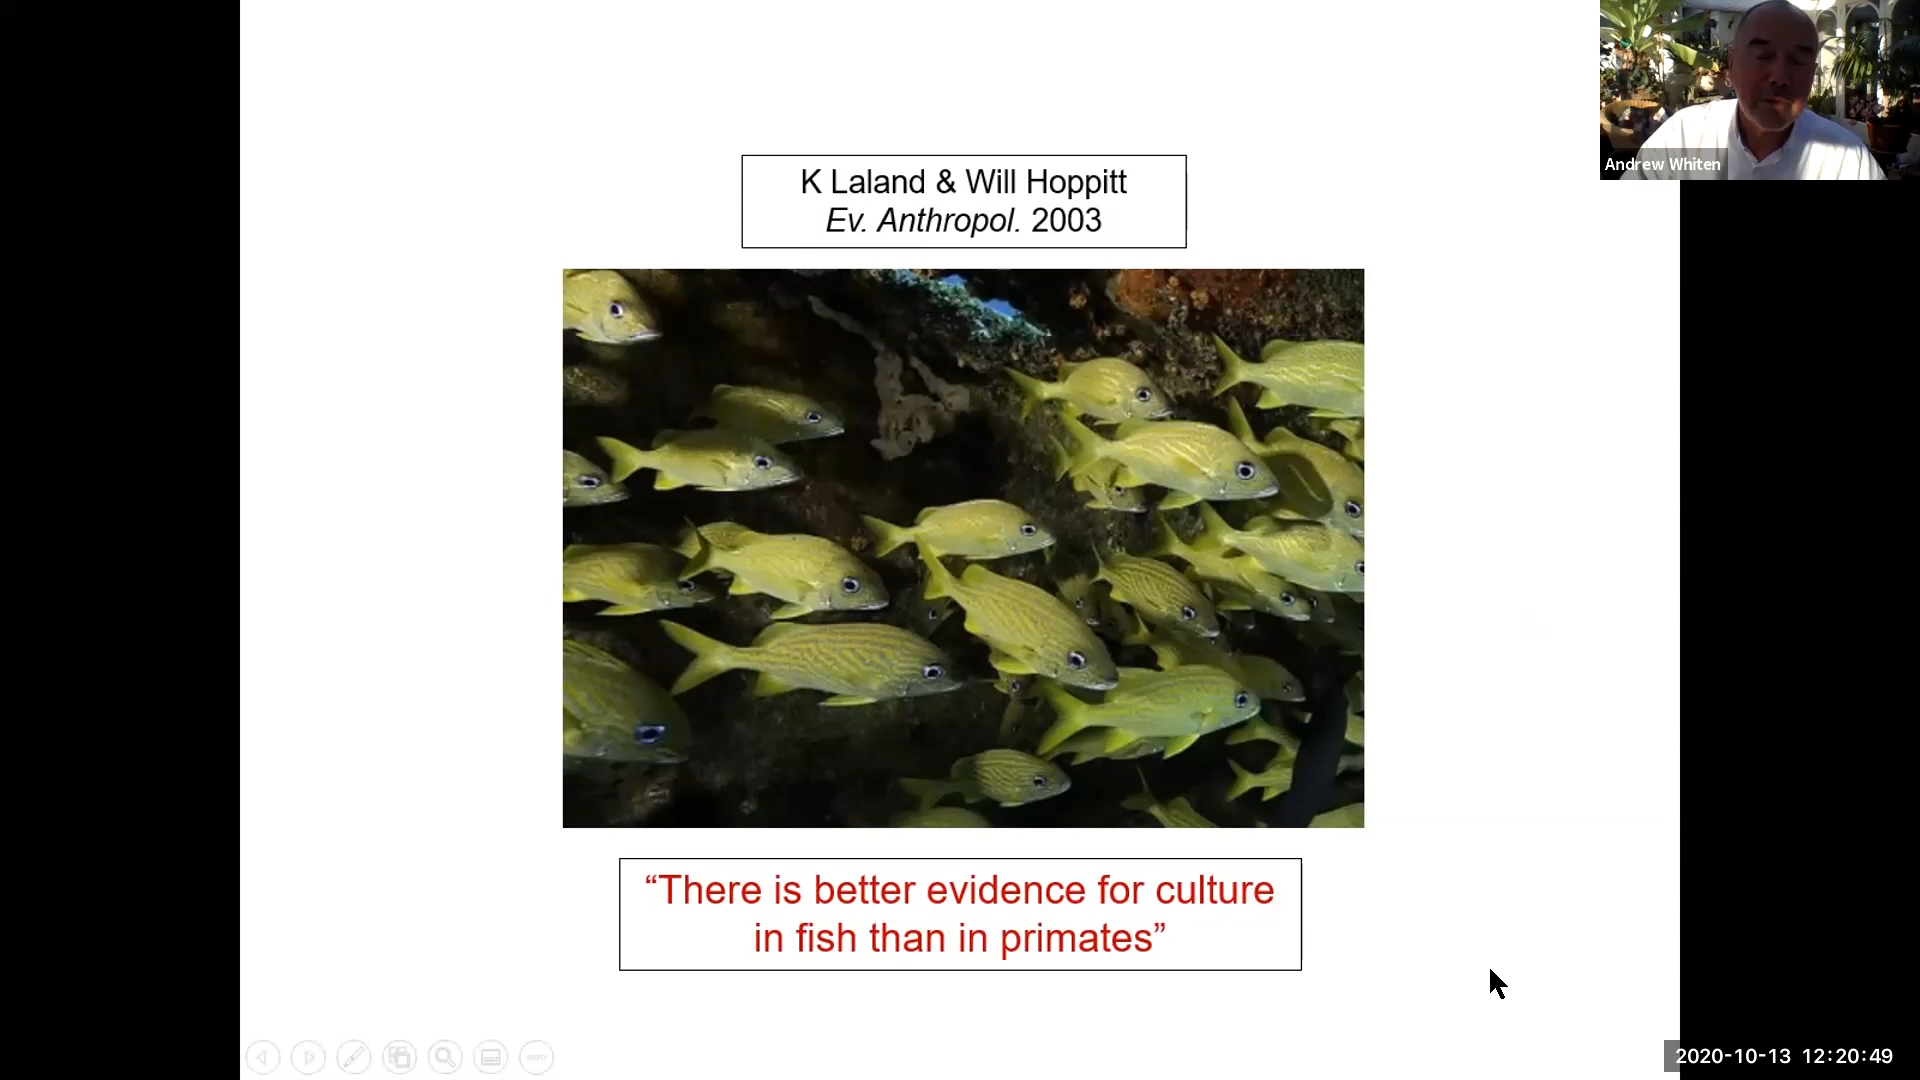 Andrew Whiten
K Laland & Will Hoppitt
Ev. Anthropol. 2003
“There is better evidence for culture
in fish than in primates”
2020-10-13 12:20:49